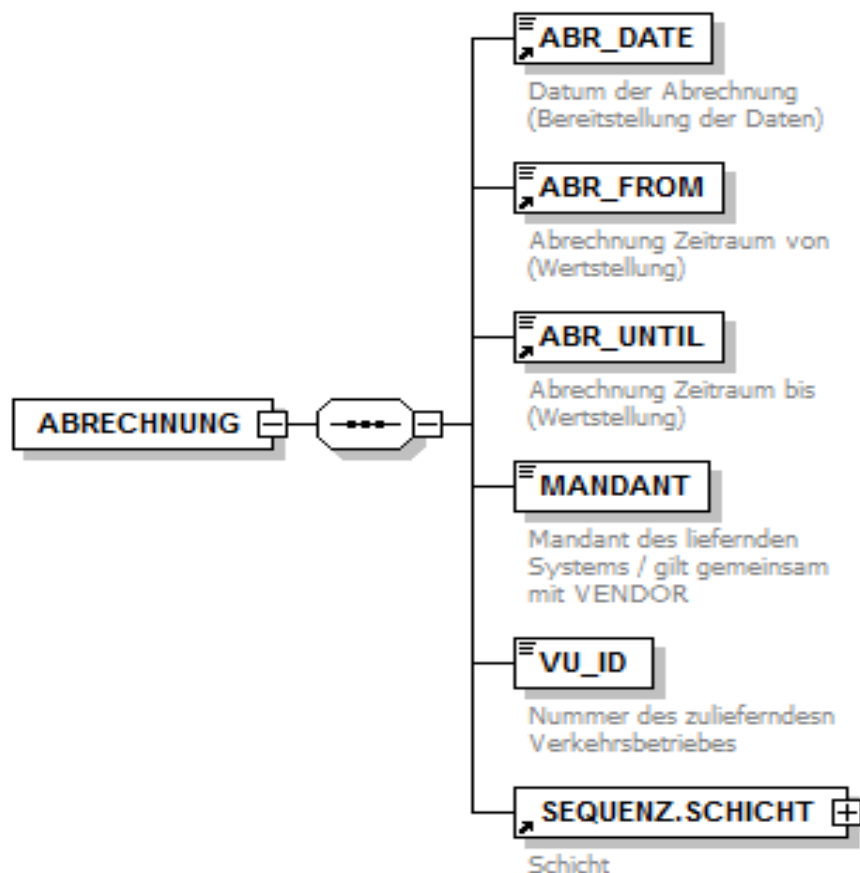 ABR_DATE
Datum der Abrechnung
(Bereitstellung der Daten)
ABR_FROM
Abrechnung Zeitraum von
(Wertstellung)
ABR_UNTIL
Abrechnung Zeitraum bis
(Wertstellung)
ABRECHNUNG
MANDANT
Mandant des liefernden
Systems / gilt gemeinsam
mit VENDOR
VU_ID
Nummer des zulieferndesn
Verkehrsbetriebes
SEQUENZ.SCHICHT
Schicht